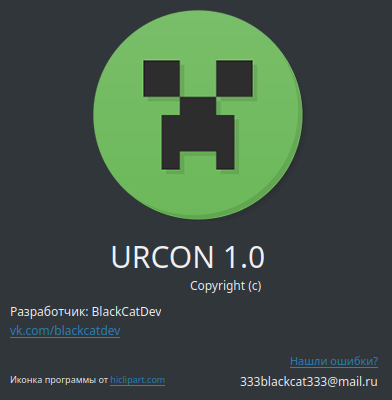 URCON 1.0
Copyright (c)
Разработчик: BlackCatDev
vk.com/blackcatdev
Нашли ошибки?
Иконка программы от hiclipart.com
333blackcat333@mail.ru